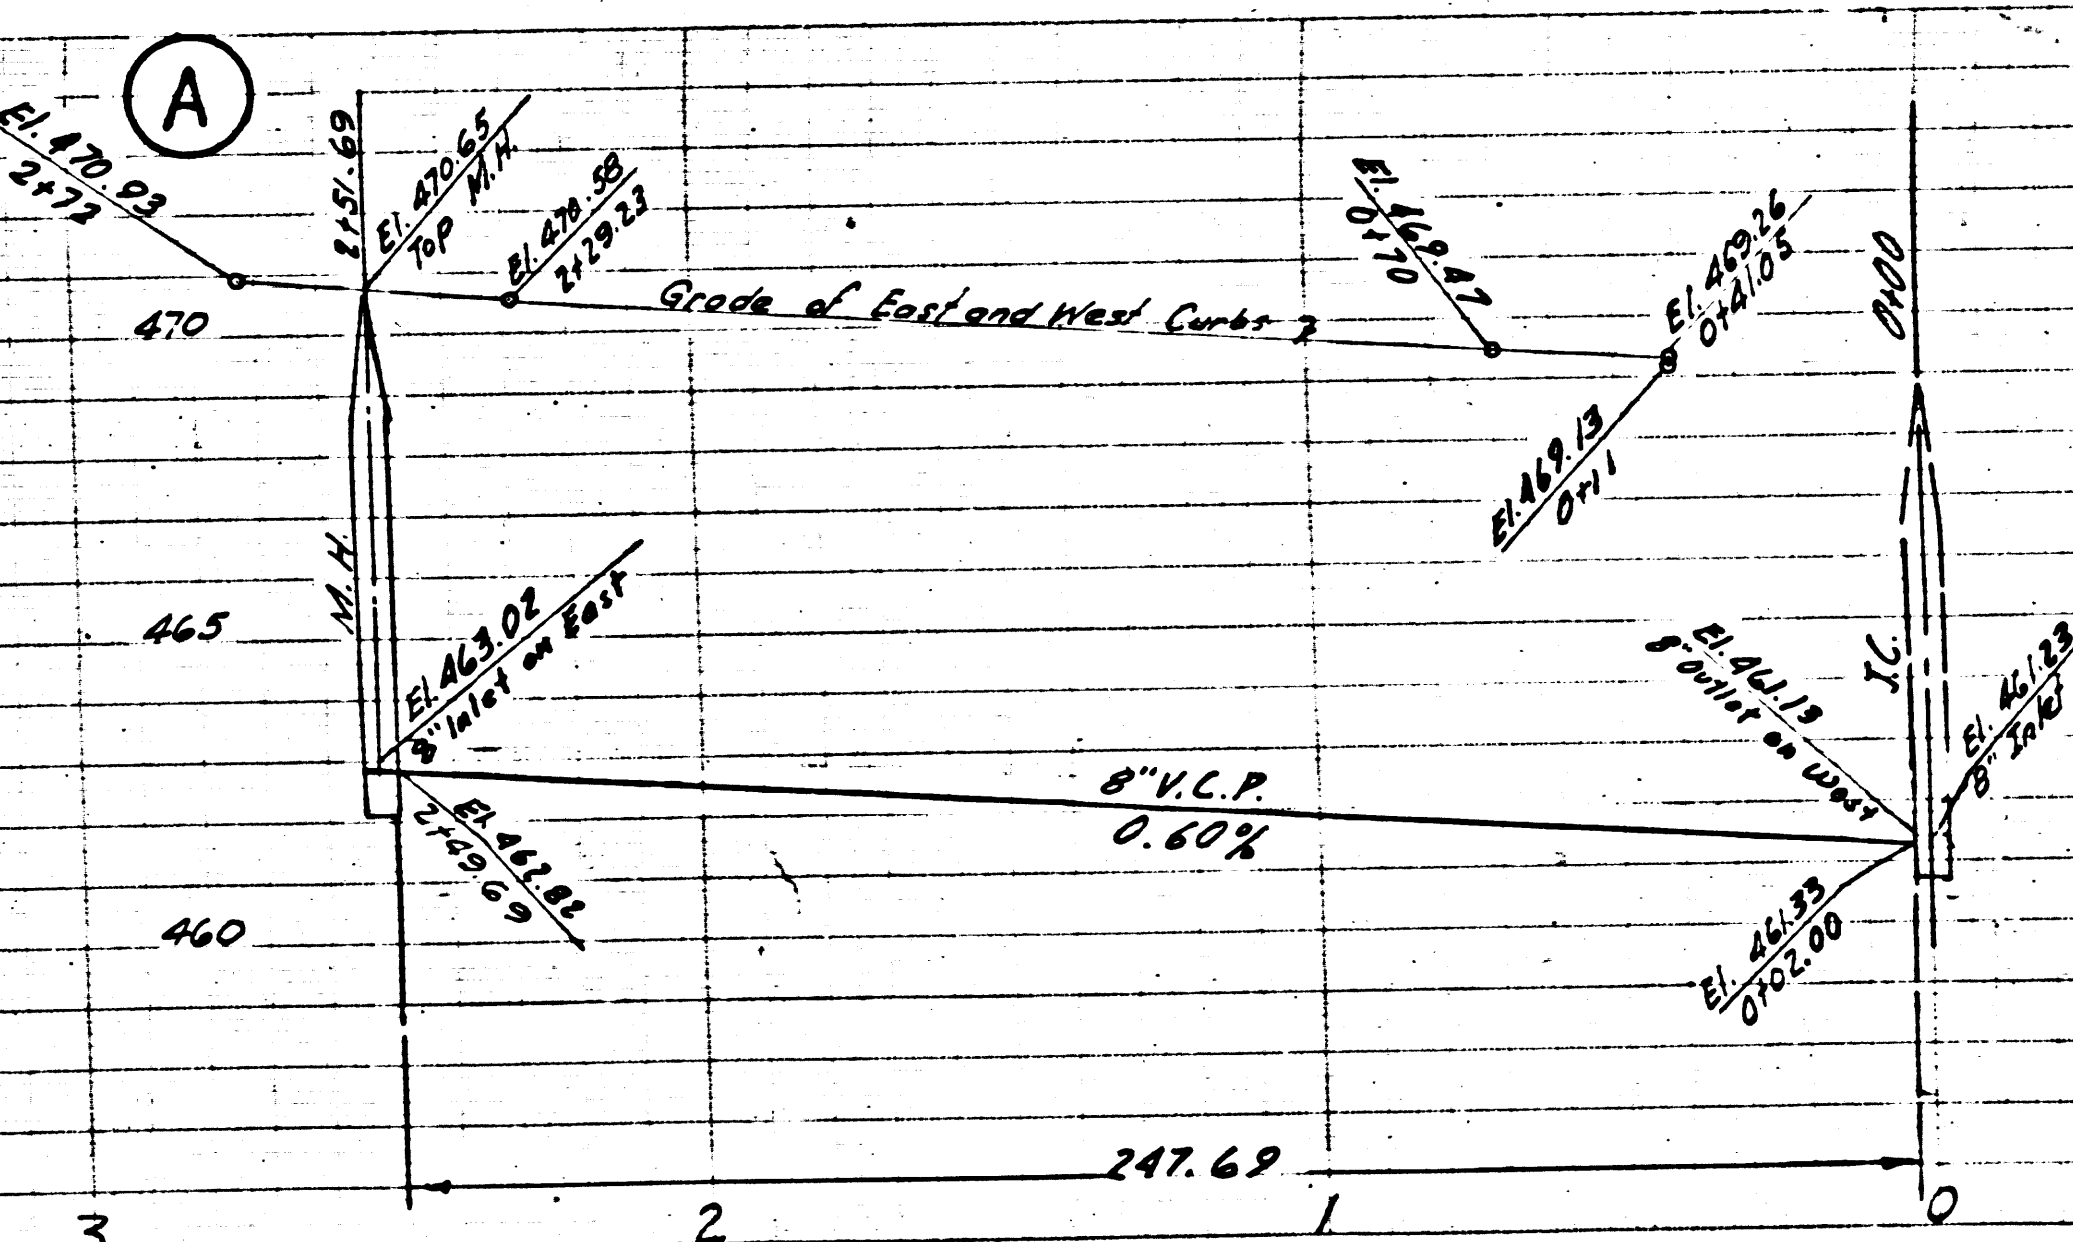 A
El. 470.93
2+72
2+51.69
El. 470.65
Top M.H.
El. 470.58
2+29.23
Grade of East and West Curbs
El. 469.47
0+70
El. 469.26
0+41.05
0+00
470
El. 469.13
0+11
M.H.
465
El. 463.02
8" Inlet on East
El. 461.13
8" Outlet on West
El. 461.23
8" Inlet
8" V.C.P.
0.60%
El. 462.82
2+49.69
460
El. 461.33
0+02.00
247.69
3
2
1
0